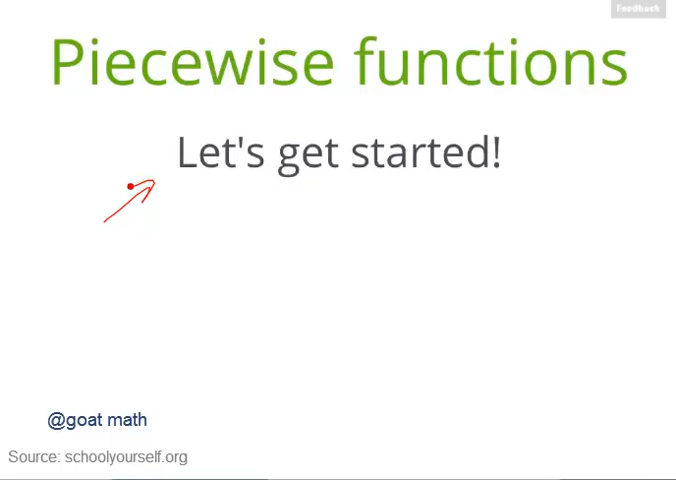 Feedback
Piecewise functions
Let's get started!
@goat math
Source: schoolyourself.org